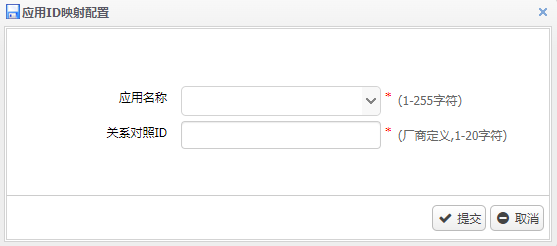 应用ID映射配置
应用名称 * (1-255字符)
关系对照ID * (厂商定义,1-20字符)
提交 取消